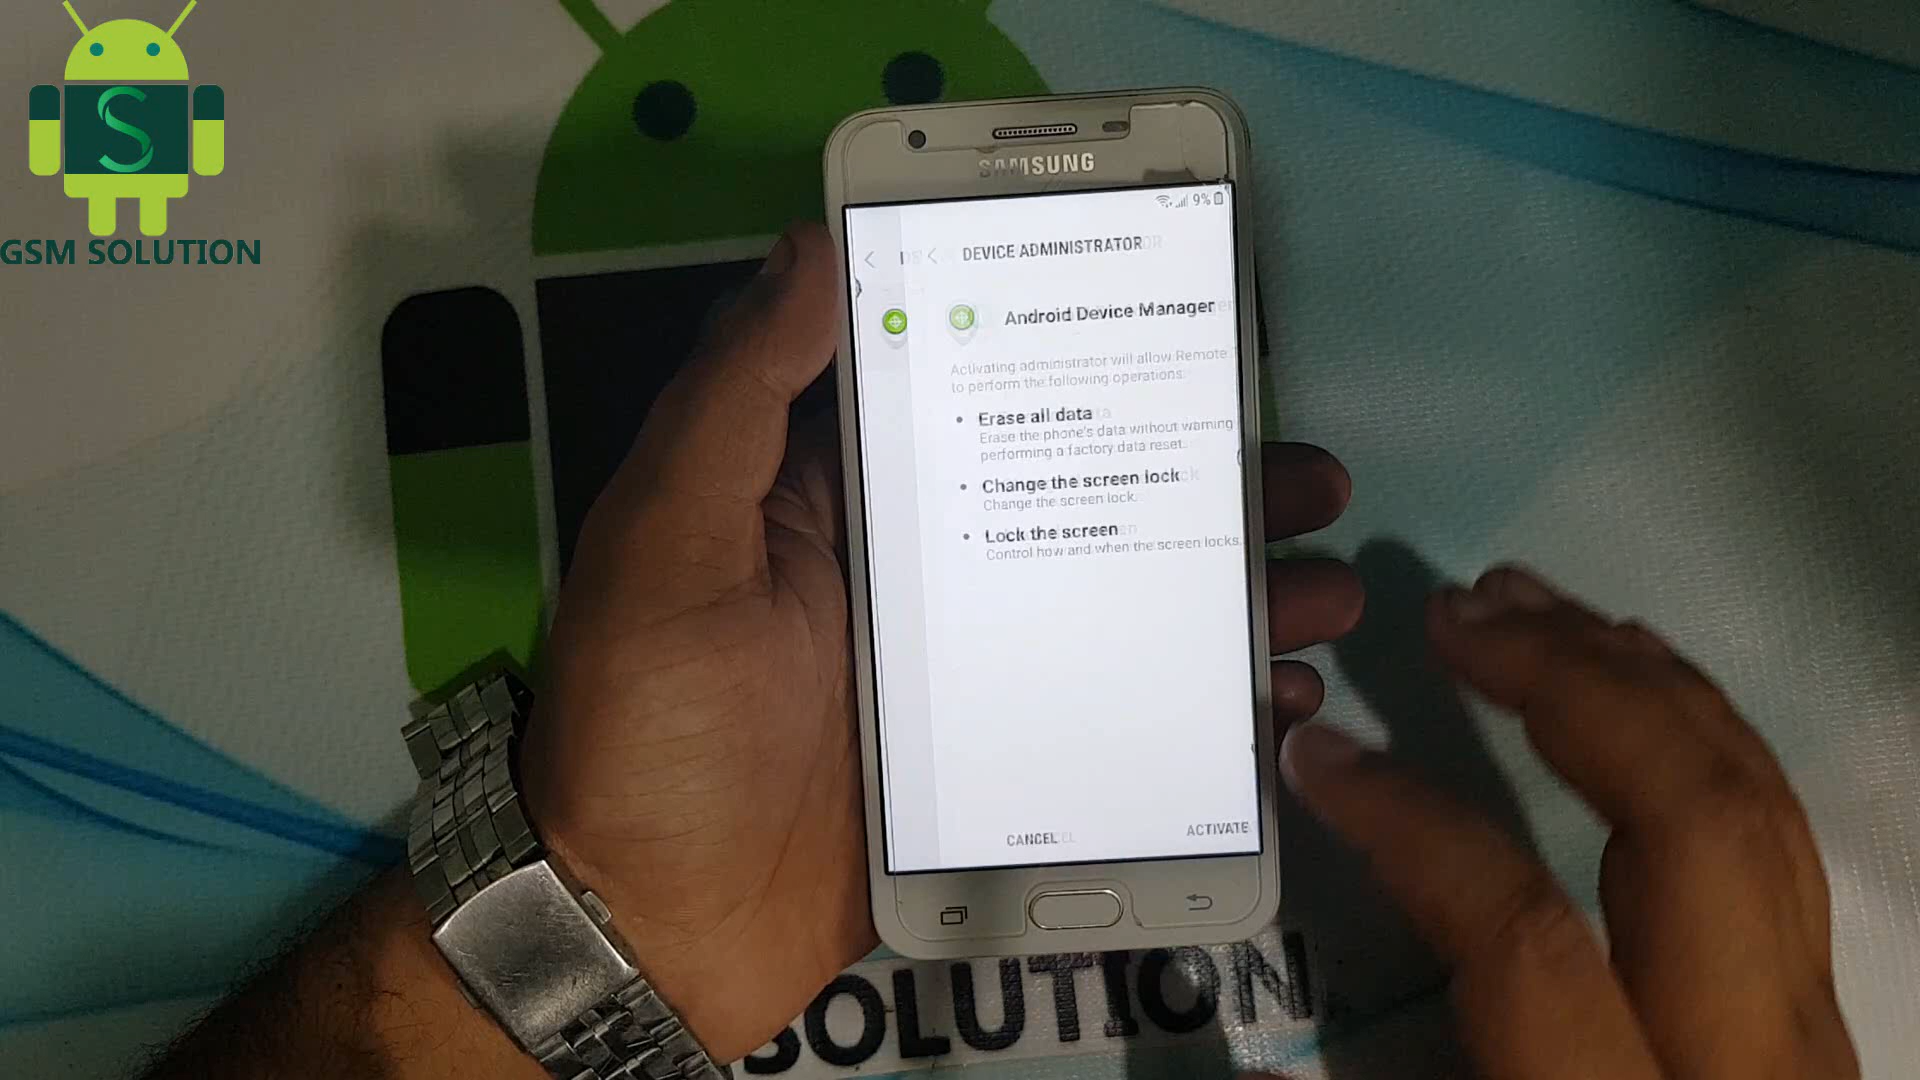 S
GSM SOLUTION
SAMSUNG
9%
DEVICE ADMINISTRATOR
Android Device Manager
Activating administrator will allow Remote
to perform the following operations:
• Erase all data
Erase the phone's data without warning
performing a factory data reset.
• Change the screen lock
Change the screen lock.
• Lock the screen
Control how and when the screen locks.
CANCEL
ACTIVATE
SOLUTION